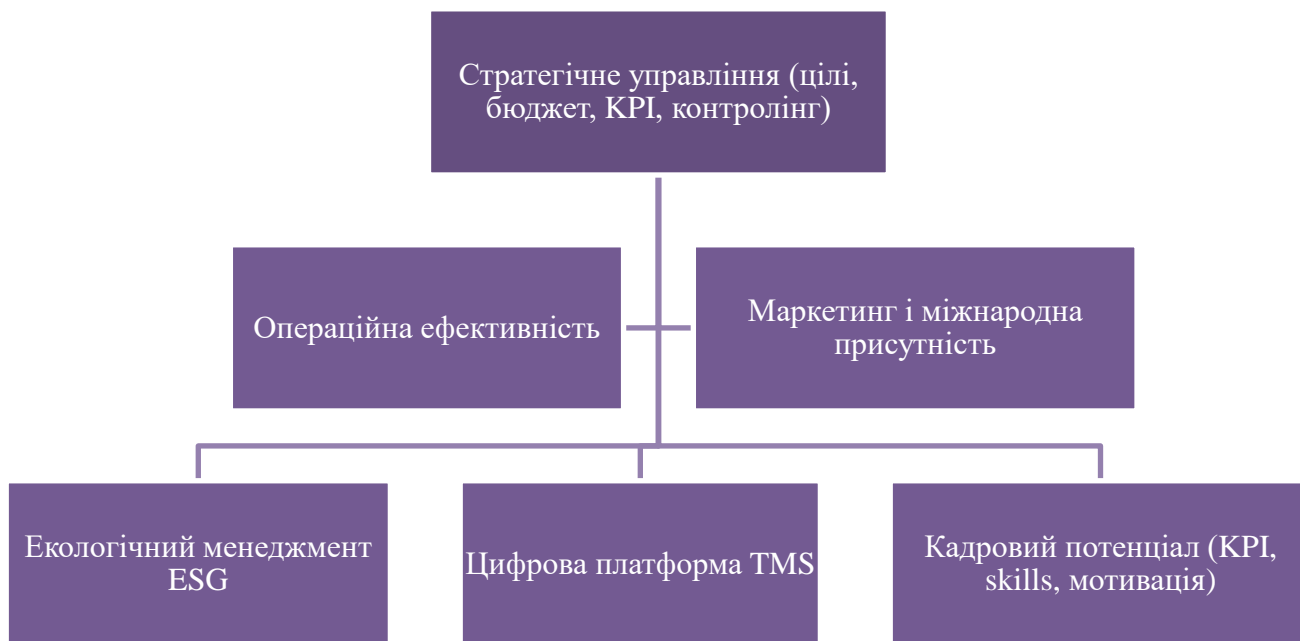 Стратегічне управління (цілі,
бюджет, KPI, контролінг)
Операційна ефективність
Маркетинг і міжнародна
присутність
Екологічний менеджмент
ESG
Цифрова платформа TMS
Кадровий потенціал (KPI,
skills, мотивація)